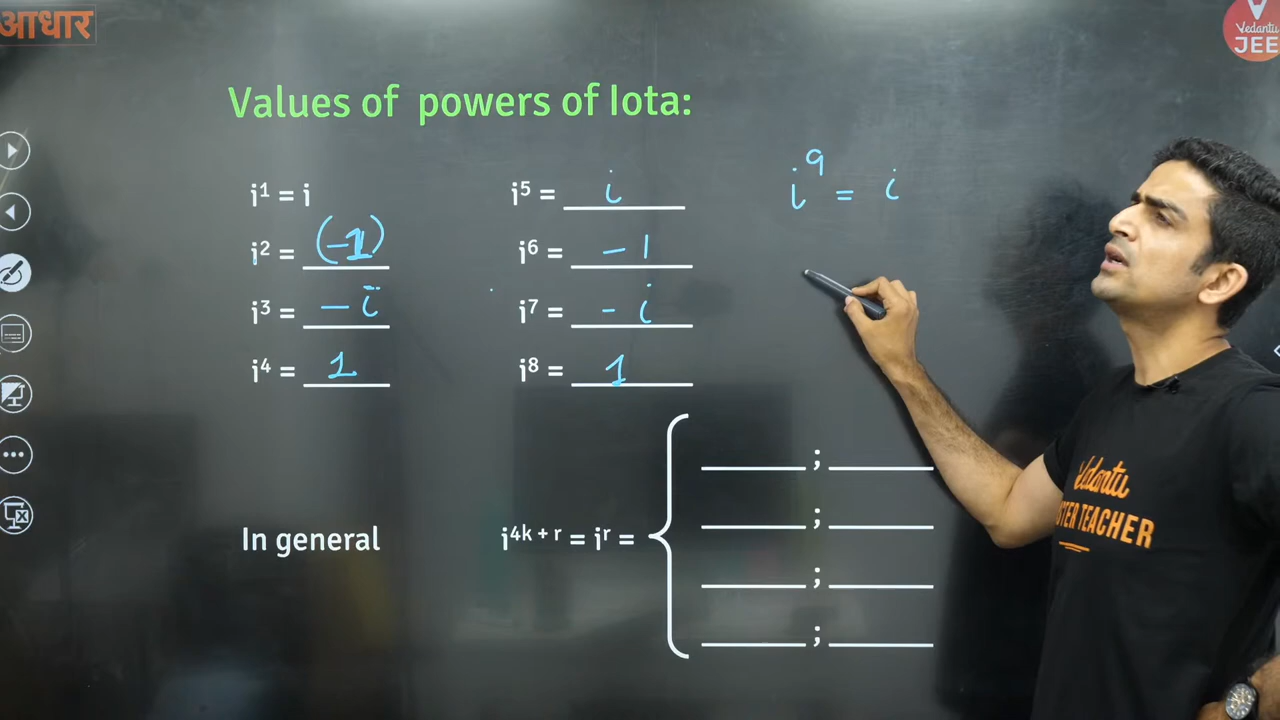 आधार
Vedantu
JEE
Values of powers of Iota:
i⁹ = i
i¹ = i
i⁵ = i
i² = (-1)
i⁶ = -1
i³ = -i
i⁷ = -i
i⁴ = 1
i⁸ = 1
In general
i⁴ᵏ ⁺ ʳ = iʳ =
;
;
;
;
Vedantu
STER TEACHER